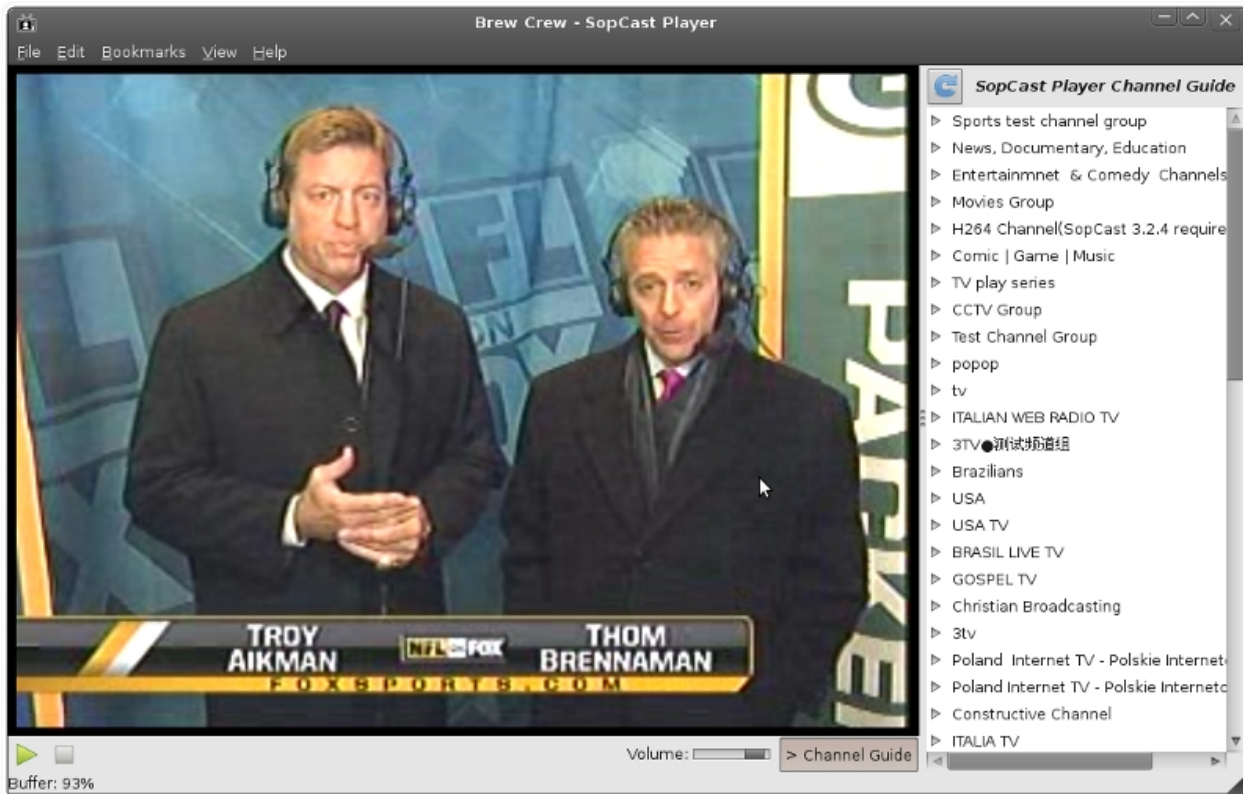 Brew Crew - SopCast Player
File Edit Bookmarks View Help
G
PACKE
NFL
ON
TROY
AIKMAN
NFL ON FOX
THOM
BRENNAMAN
FOXSPORTS.COM
SopCast Player Channel Guide
Sports test channel group
News, Documentary, Education
Entertainmnet & Comedy Channels
Movies Group
H264 Channel(SopCast 3.2.4 require
Comic | Game | Music
TV play series
CCTV Group
Test Channel Group
popop
tv
ITALIAN WEB RADIO TV
3TV●测试频道组
Brazilians
USA
USA TV
BRASIL LIVE TV
GOSPEL TV
Christian Broadcasting
3tv
Poland Internet TV - Polskie Internet
Poland Internet TV - Polskie Internetc
Constructive Channel
ITALIA TV
Volume:
> Channel Guide
Buffer: 93%